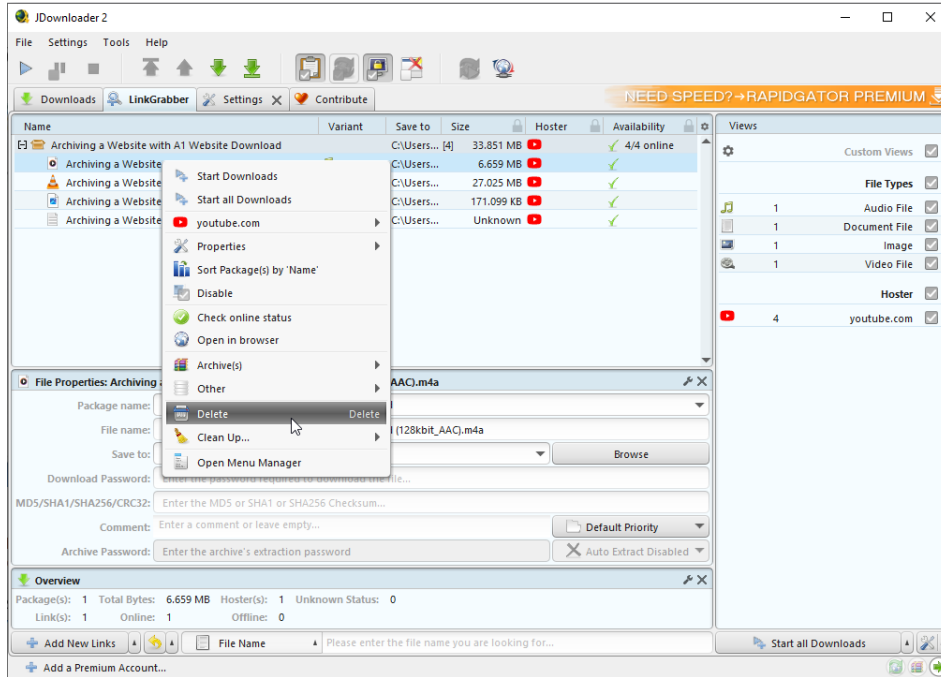 JDownloader 2
File Settings Tools Help
Downloads LinkGrabber Settings Contribute NEED SPEED?→RAPIDGATOR PREMIUM
Name Variant Save to Size Hoster Availability Views
Archiving a Website with A1 Website Download C:\Users... [4] 33.851 MB 4/4 online Custom Views
Archiving a Website C:\Users... 6.659 MB
Archiving a Website C:\Users... 27.025 MB
Archiving a Website C:\Users... 171.099 KB
Archiving a Website C:\Users... Unknown
Start Downloads
Start all Downloads
youtube.com
Properties
Sort Package(s) by 'Name'
Disable
Check online status
Open in browser
Archive(s)
Other
Delete Delete
Clean Up...
Open Menu Manager
File Types
1 Audio File
1 Document File
1 Image
1 Video File
Hoster
4 youtube.com
File Properties: Archiving AAC).m4a
Package name:
File name: (128kbit_AAC).m4a
Save to: Browse
Download Password: Enter the password required to download the file...
MD5/SHA1/SHA256/CRC32: Enter the MD5 or SHA1 or SHA256 Checksum...
Comment: Enter a comment or leave empty... Default Priority
Archive Password: Enter the archive's extraction password Auto Extract Disabled
Overview
Package(s): 1 Total Bytes: 6.659 MB Hoster(s): 1 Unknown Status: 0
Link(s): 1 Online: 1 Offline: 0
Add New Links File Name Please enter the file name you are looking for... Start all Downloads
Add a Premium Account...